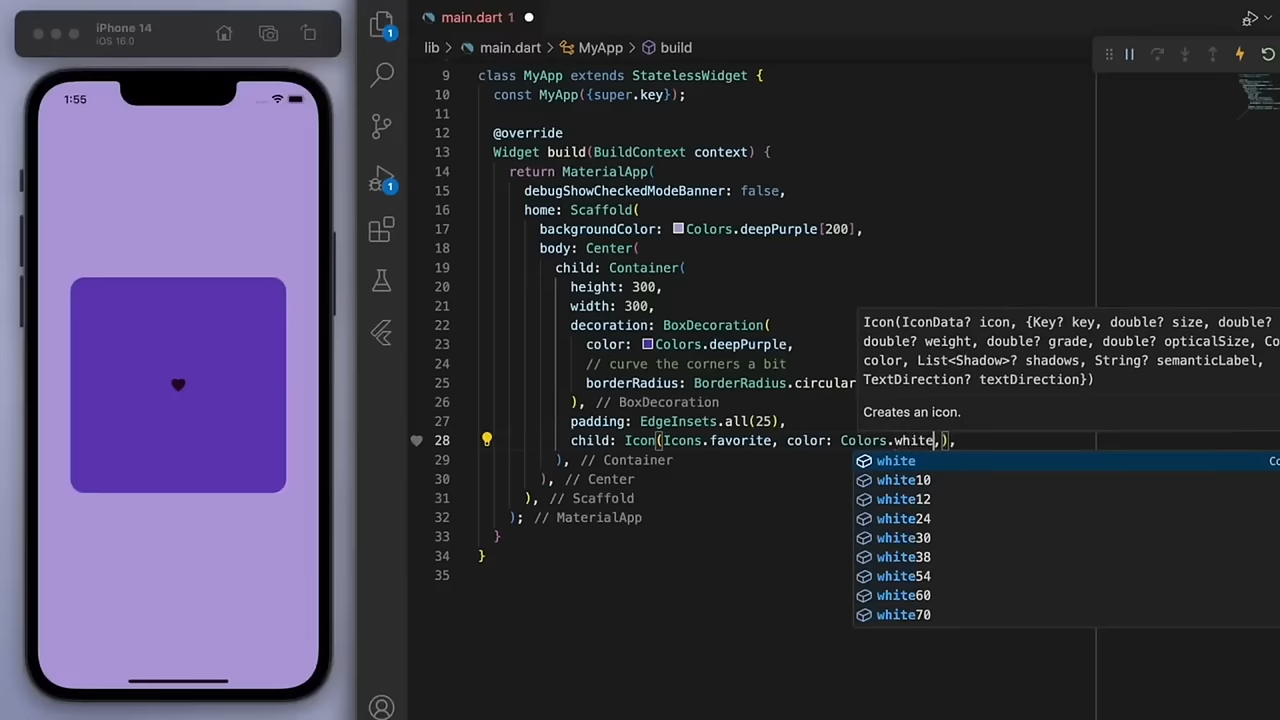 iPhone 14
iOS 16.0
1:55
1
1
main.dart 1
lib > main.dart > MyApp > build
9 class MyApp extends StatelessWidget {
10 const MyApp({super.key});
11
12 @override
13 Widget build(BuildContext context) {
14 return MaterialApp(
15 debugShowCheckedModeBanner: false,
16 home: Scaffold(
17 backgroundColor: Colors.deepPurple[200],
18 body: Center(
19 child: Container(
20 height: 300,
21 width: 300,
22 decoration: BoxDecoration(
23 color: Colors.deepPurple,
24 // curve the corners a bit
25 borderRadius: BorderRadius.circular
26 ), // BoxDecoration
27 padding: EdgeInsets.all(25),
28 child: Icon(Icons.favorite, color: Colors.white,),
29 ), // Container
30 ), // Center
31 ), // Scaffold
32 ); // MaterialApp
33 }
34 }
35
Icon(IconData? icon, {Key? key, double? size, double?
double? weight, double? grade, double? opticalSize, Co
color, List<Shadow>? shadows, String? semanticLabel,
TextDirection? textDirection})
Creates an icon.
white Co
white10
white12
white24
white30
white38
white54
white60
white70